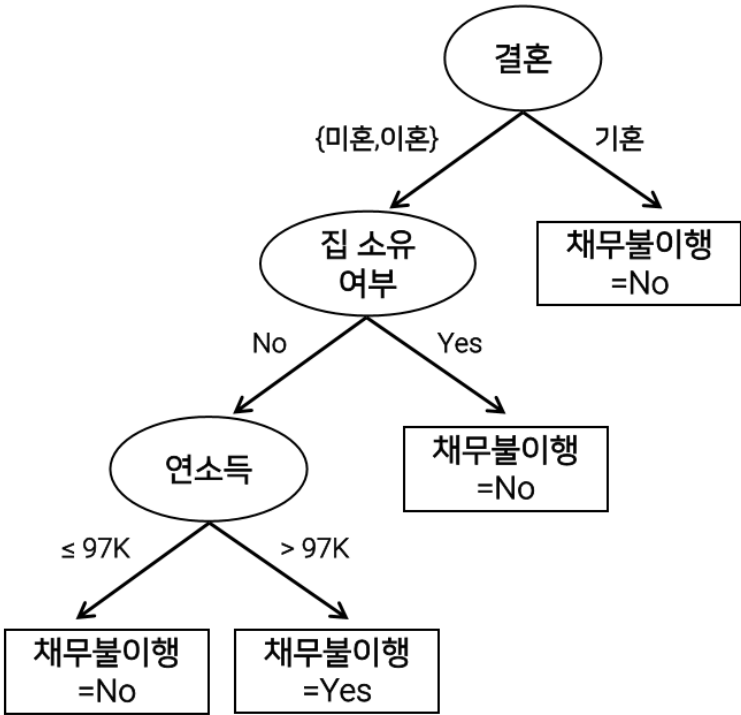 결혼
{미혼,이혼}
기혼
집 소유
여부
채무불이행
=No
No
Yes
연소득
채무불이행
=No
≤ 97K
> 97K
채무불이행
=No
채무불이행
=Yes